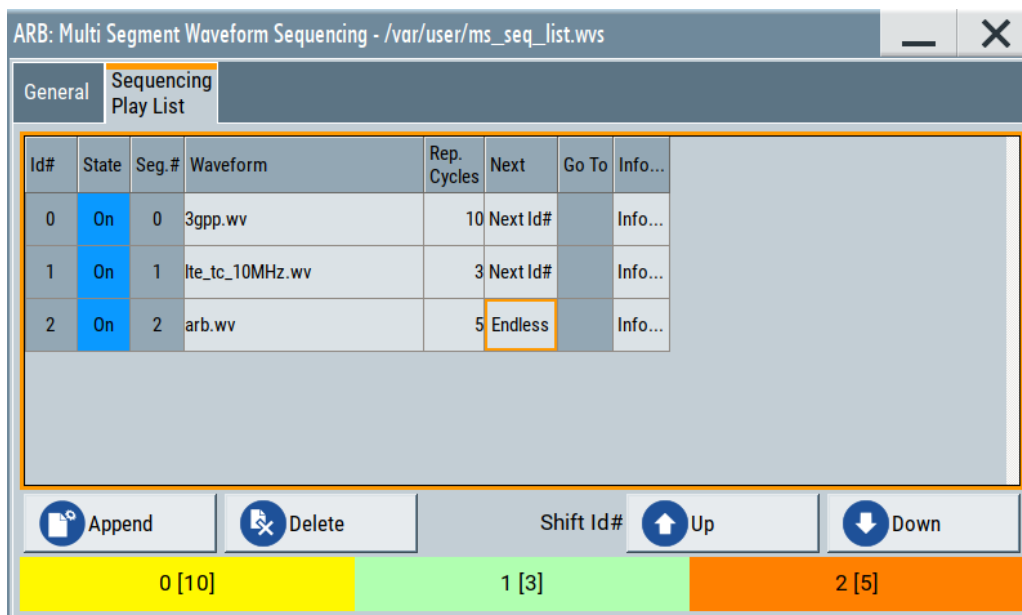 ARB: Multi Segment Waveform Sequencing - /var/user/ms_seq_list.wvs
General
Sequencing
Play List
Id# State Seg.# Waveform Rep. Cycles Next Go To Info...
0 On 0 3gpp.wv 10 Next Id# Info...
1 On 1 lte_tc_10MHz.wv 3 Next Id# Info...
2 On 2 arb.wv 5 Endless Info...
Append Delete Shift Id# Up Down
0 [10] 1 [3] 2 [5]